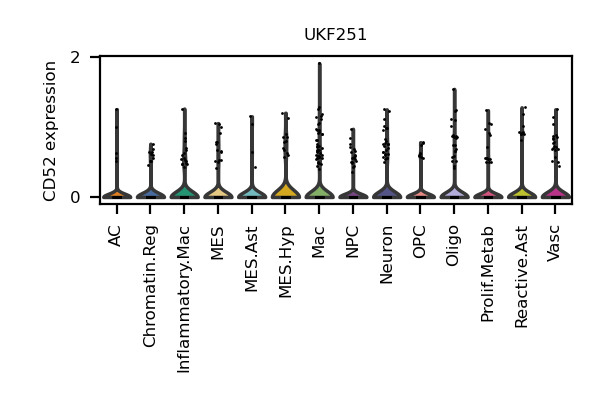 UKF251
CD52 expression
2
0
AC
Chromatin.Reg
Inflammatory.Mac
MES
MES.Ast
MES.Hyp
Mac
NPC
Neuron
OPC
Oligo
Prolif.Metab
Reactive.Ast
Vasc